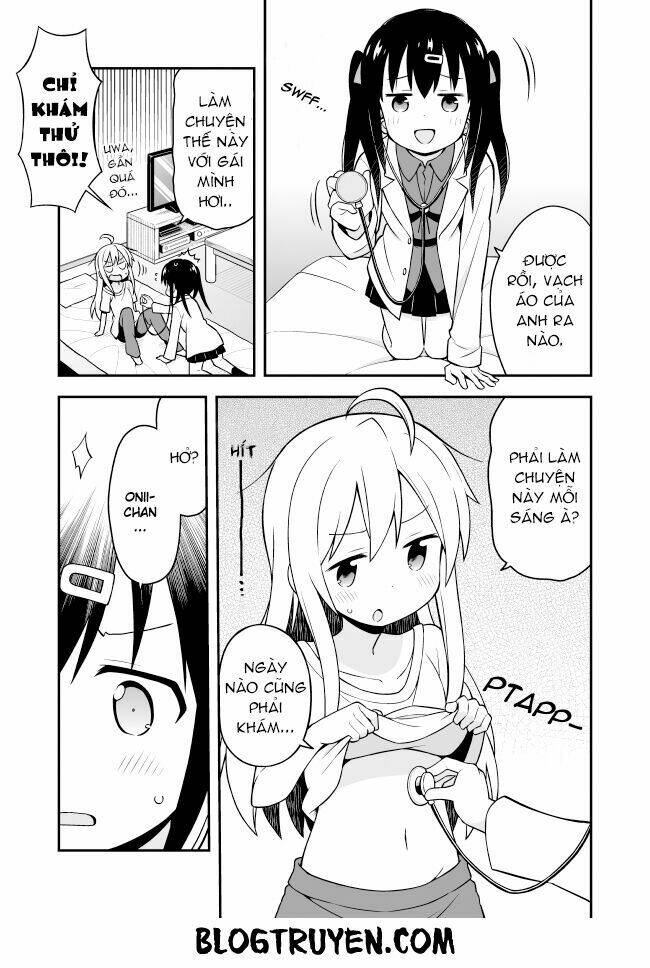 SWFF...
ĐƯỢC
RỒI, VẠCH
ÁO CỦA
ANH RA
NÀO.
LÀM
CHUYỆN
THẾ NÀY
VỚI GÁI
MÌNH
HƠI..
CHỈ
KHÁM
THỬ
THÔI!
UWA,
GẦN
QUÁ
ĐÓ...
PHẢI LÀM
CHUYỆN
NÀY MỖI
SÁNG À?
HÍT
...
NGÀY
NÀO CŨNG
PHẢI
KHÁM...
PTAPP_
HỞ?
ONII-
CHAN
...
BLOGTRUYEN.COM